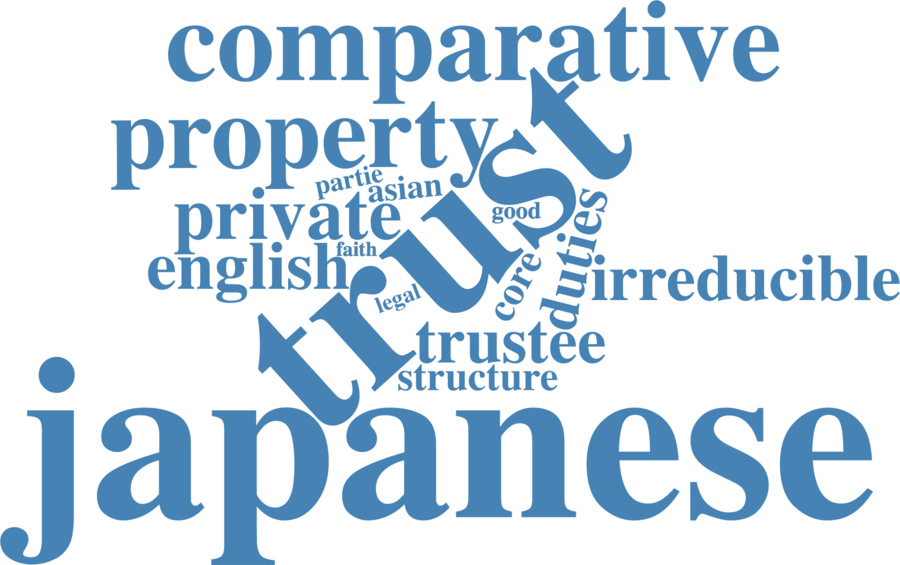 comparative
property
trust
partie
asian
private
good
duties
faith
english
core
irreducible
legal
trustee
structure
japanese